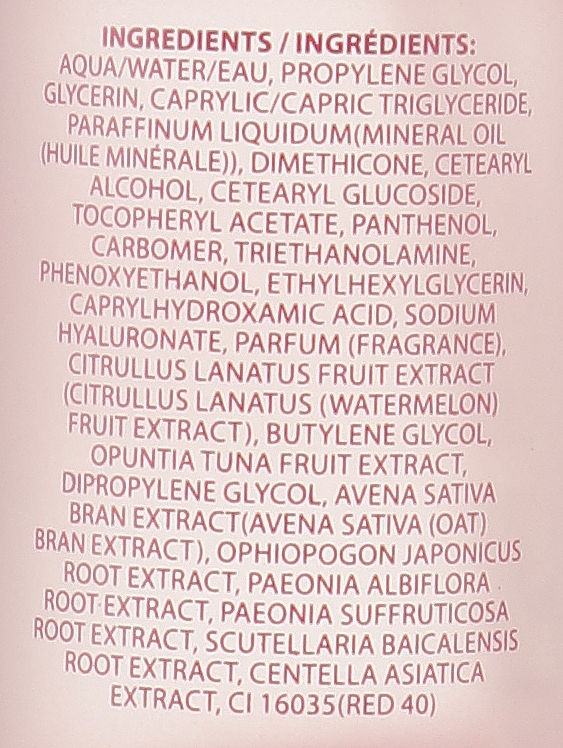 INGREDIENTS / INGRÉDIENTS:
AQUA/WATER/EAU, PROPYLENE GLYCOL,
GLYCERIN, CAPRYLIC/CAPRIC TRIGLYCERIDE,
PARAFFINUM LIQUIDUM(MINERAL OIL
(HUILE MINÉRALE)), DIMETHICONE, CETEARYL
ALCOHOL, CETEARYL GLUCOSIDE,
TOCOPHERYL ACETATE, PANTHENOL,
CARBOMER, TRIETHANOLAMINE,
PHENOXYETHANOL, ETHYLHEXYLGLYCERIN,
CAPRYLHYDROXAMIC ACID, SODIUM
HYALURONATE, PARFUM (FRAGRANCE),
CITRULLUS LANATUS FRUIT EXTRACT
(CITRULLUS LANATUS (WATERMELON)
FRUIT EXTRACT), BUTYLENE GLYCOL,
OPUNTIA TUNA FRUIT EXTRACT,
DIPROPYLENE GLYCOL, AVENA SATIVA
BRAN EXTRACT(AVENA SATIVA (OAT)
BRAN EXTRACT), OPHIOPOGON JAPONICUS
ROOT EXTRACT, PAEONIA ALBIFLORA
ROOT EXTRACT, PAEONIA SUFFRUTICOSA
ROOT EXTRACT, SCUTELLARIA BAICALENSIS
ROOT EXTRACT, CENTELLA ASIATICA
EXTRACT, CI 16035(RED 40)